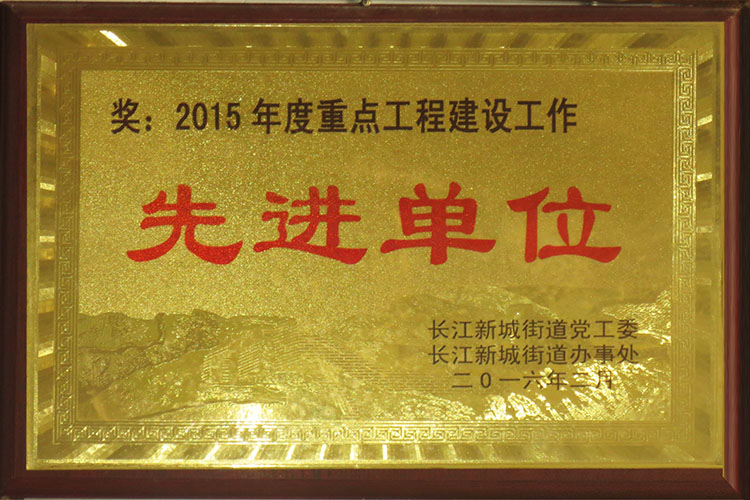 奖：2015年度重点工程建设工作
先进单位
长江新城街道党工委
长江新城街道办事处
二0一六年二月